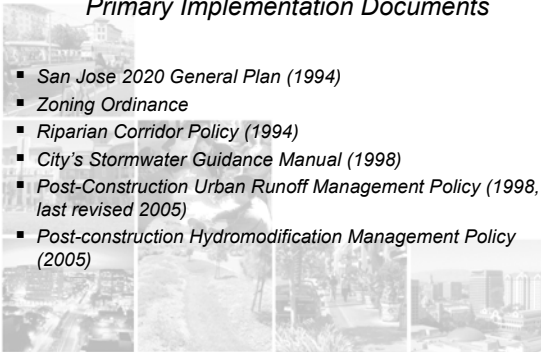 Primary Implementation Documents
▪ San Jose 2020 General Plan (1994)
▪ Zoning Ordinance
▪ Riparian Corridor Policy (1994)
▪ City's Stormwater Guidance Manual (1998)
▪ Post-Construction Urban Runoff Management Policy (1998,
last revised 2005)
▪ Post-construction Hydromodification Management Policy
(2005)